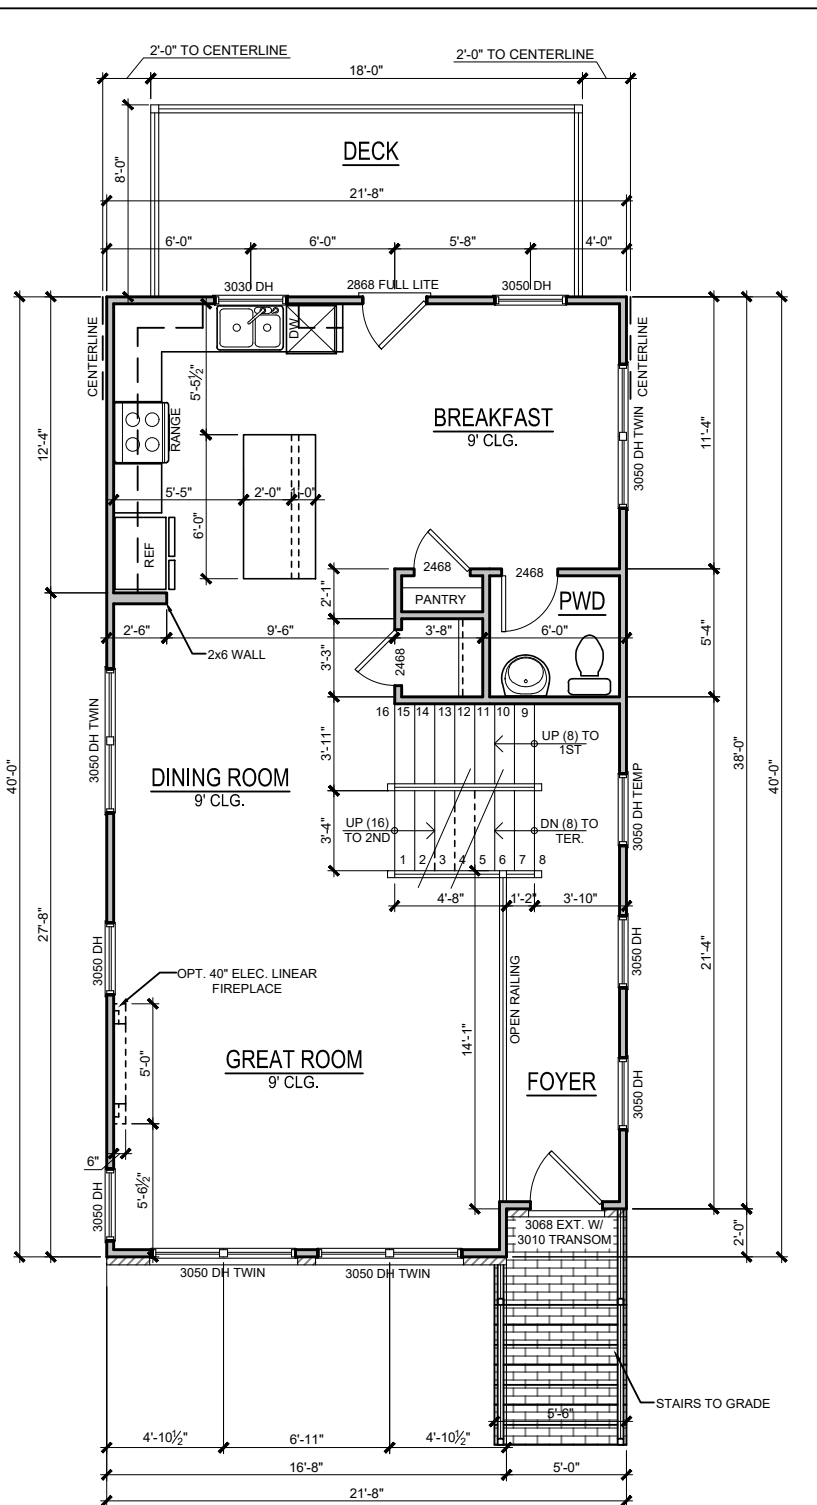 2'-0" TO CENTERLINE
2'-0" TO CENTERLINE
18'-0"
DECK
8'-0"
21'-8"
6'-0"
6'-0"
5'-8"
4'-0"
3030 DH
2868 FULL LITE
3050 DH
CENTERLINE
CENTERLINE
DW
5'-5½"
RANGE
BREAKFAST
9' CLG.
3050 DH TWIN
11'-4"
12'-4"
5'-5"
2'-0"
1'-0"
6'-0"
REF
2468
2468
PANTRY
PWD
2'-1"
2'-6"
9'-6"
3'-8"
6'-0"
5'-4"
2x6 WALL
3'-3"
2468
16 15 14 13 12 11 10 9
3050 DH TWIN
UP (8) TO
1ST
3'-11"
40'-0"
38'-0"
40'-0"
DINING ROOM
9' CLG.
3050 DH TEMP
UP (16)
TO 2ND
DN (8) TO
TER.
3'-4"
1 2 3 4 5 6 7 8
4'-8"
1'-2"
3'-10"
27'-8"
3050 DH
3050 DH
21'-4"
OPT. 40" ELEC. LINEAR
FIREPLACE
OPEN RAILING
14'-1"
5'-0"
GREAT ROOM
9' CLG.
FOYER
3050 DH
6"
5'-6½"
3050 DH
3068 EXT. W/
3010 TRANSOM
2'-0"
3050 DH TWIN
3050 DH TWIN
STAIRS TO GRADE
5'-6"
4'-10½"
6'-11"
4'-10½"
16'-8"
5'-0"
21'-8"